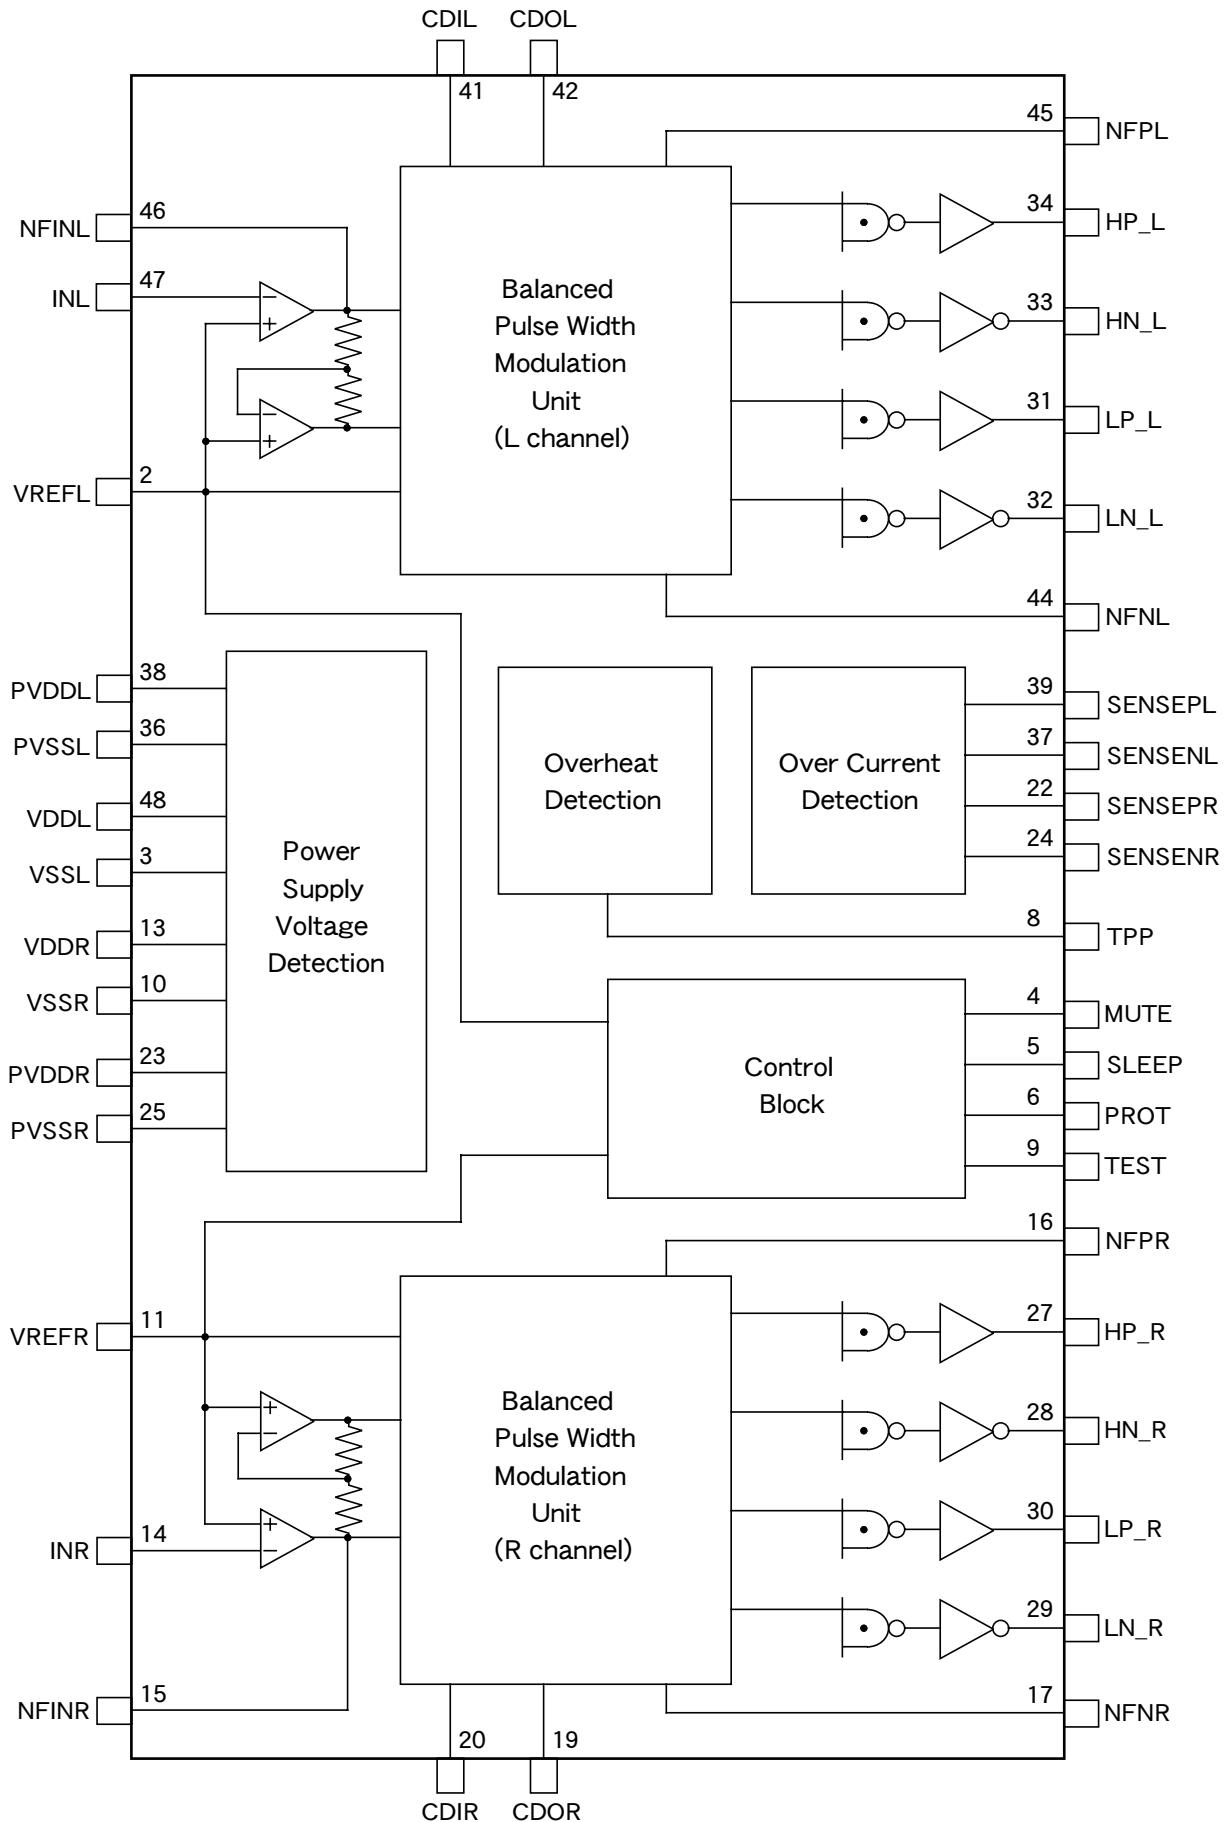 CDIL CDOL
41 42
45 NFPL
46
NFINL
34 HP_L
47
INL
Balanced
Pulse Width
Modulation
Unit
(L channel)
33 HN_L
31 LP_L
2
VREFL
32 LN_L
44 NFNL
38
PVDDL
36
PVSSL
48
VDDL
3
VSSL
13
VDDR
10
VSSR
23
PVDDR
25
PVSSR
Power
Supply
Voltage
Detection
Overheat
Detection
Over Current
Detection
39 SENSEPL
37 SENSENL
22 SENSEPR
24 SENSENR
8 TPP
Control
Block
4 MUTE
5 SLEEP
6 PROT
9 TEST
16 NFPR
11
VREFR
27 HP_R
Balanced
Pulse Width
Modulation
Unit
(R channel)
28 HN_R
14
INR
30 LP_R
29 LN_R
15
NFINR
17 NFNR
20 19
CDIR CDOR
+
−
+
−
+
−
+
−